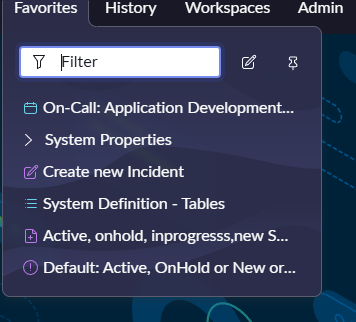 Favorites History Workspaces Admin
Filter
On-Call: Application Development...
System Properties
Create new Incident
System Definition - Tables
Active, onhold, inprogresss,new S...
Default: Active, OnHold or New or...